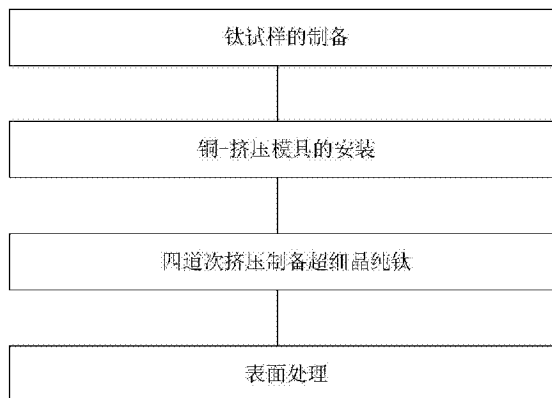 钛试样的制备
铜-挤压模具的安装
四道次挤压制备超细晶纯钛
表面处理